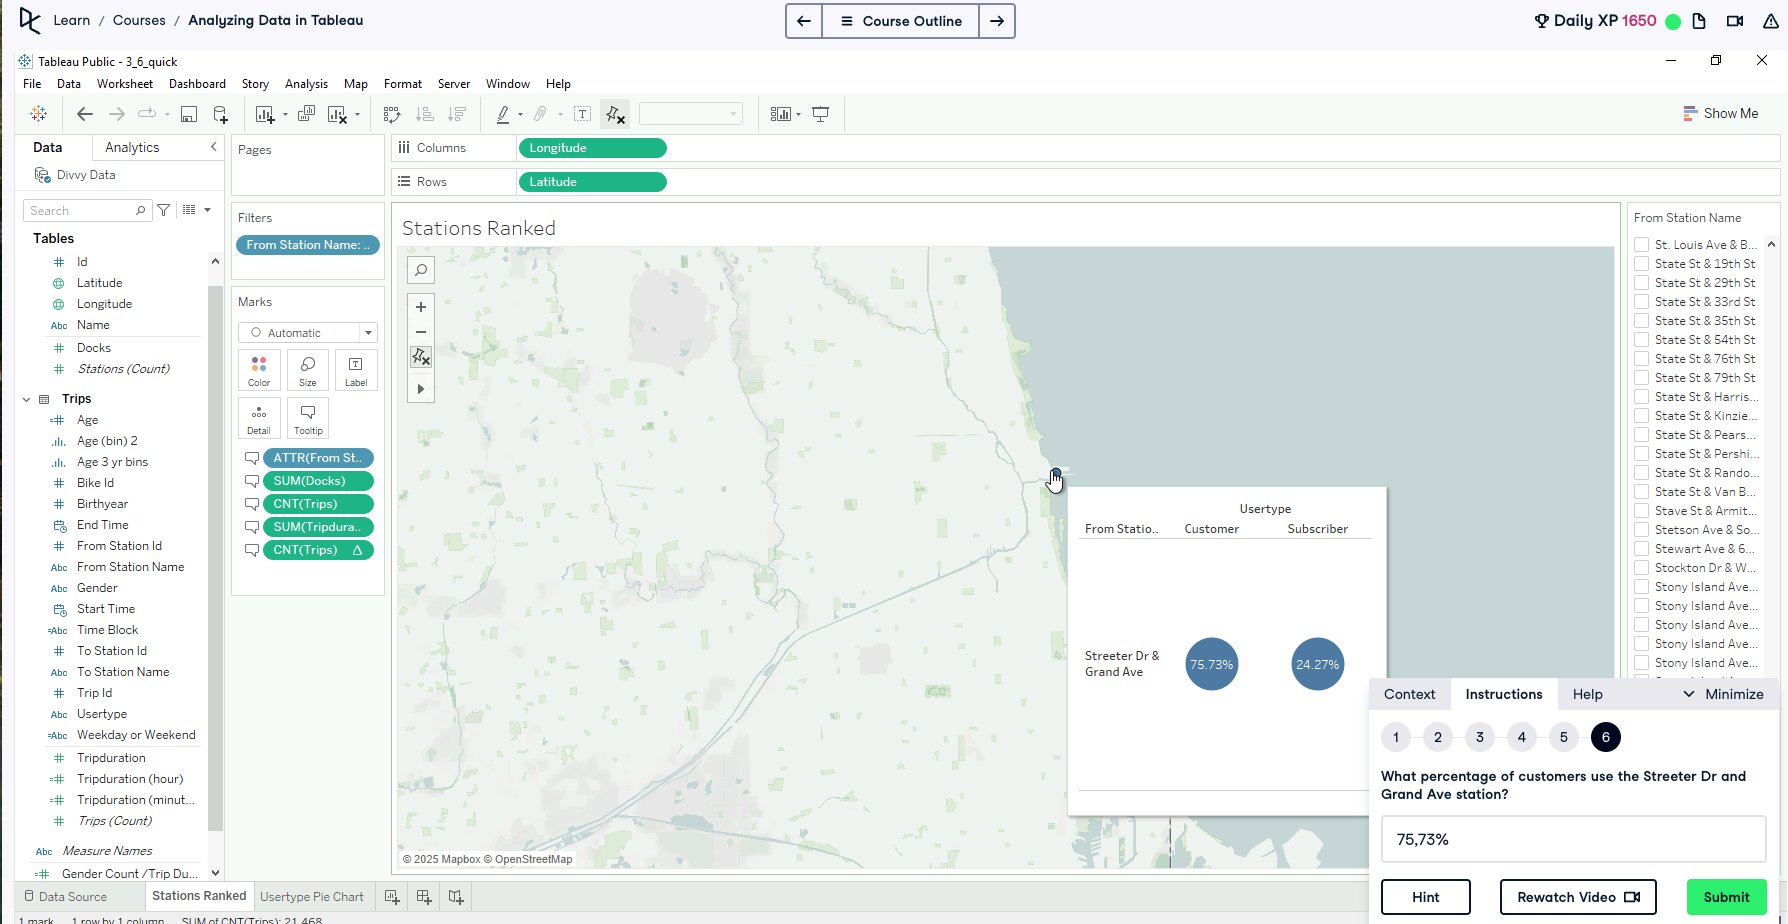 Learn / Courses / Analyzing Data in Tableau
Course Outline
Daily XP 1650
Tableau Public - 3_6_quick
File Data Worksheet Dashboard Story Analysis Map Format Server Window Help
Show Me
Data Analytics
Divvy Data
Search
Tables
Id
Latitude
Longitude
Abc Name
Docks
Stations (Count)
Trips
Age
Age (bin) 2
Age 3 yr bins
Bike Id
Birthyear
End Time
From Station Id
Abc From Station Name
Abc Gender
Start Time
=Abc Time Block
To Station Id
Abc To Station Name
Trip Id
Abc Usertype
=Abc Weekday or Weekend
Tripduration
Tripduration (hour)
Tripduration (minut...
Trips (Count)
Abc Measure Names
Gender Count /Trip Du...
Pages
Filters
From Station Name: ..
Marks
Automatic
Color Size Label
Detail Tooltip
ATTR(From St..
SUM(Docks)
CNT(Trips)
SUM(Tripdura..
CNT(Trips) Δ
Columns Longitude
Rows Latitude
Stations Ranked
Usertype
From Statio.. Customer Subscriber
Streeter Dr &
Grand Ave
75.73% 24.27%
© 2025 Mapbox © OpenStreetMap
From Station Name
St. Louis Ave & B...
State St & 19th St
State St & 29th St
State St & 33rd St
State St & 35th St
State St & 54th St
State St & 76th St
State St & 79th St
State St & Harris...
State St & Kinzie...
State St & Pears...
State St & Pershi...
State St & Rando...
State St & Van B...
Stave St & Armit...
Stetson Ave & So...
Stewart Ave & 6...
Stockton Dr & W...
Stony Island Ave...
Stony Island Ave...
Stony Island Ave...
Stony Island Ave...
Stony Island Ave...
Context Instructions Help Minimize
1 2 3 4 5 6
What percentage of customers use the Streeter Dr and
Grand Ave station?
75,73%
Hint Rewatch Video Submit
Data Source Stations Ranked Usertype Pie Chart
1 mark 1 row by 1 column SUM of CNT(Trips): 21,468